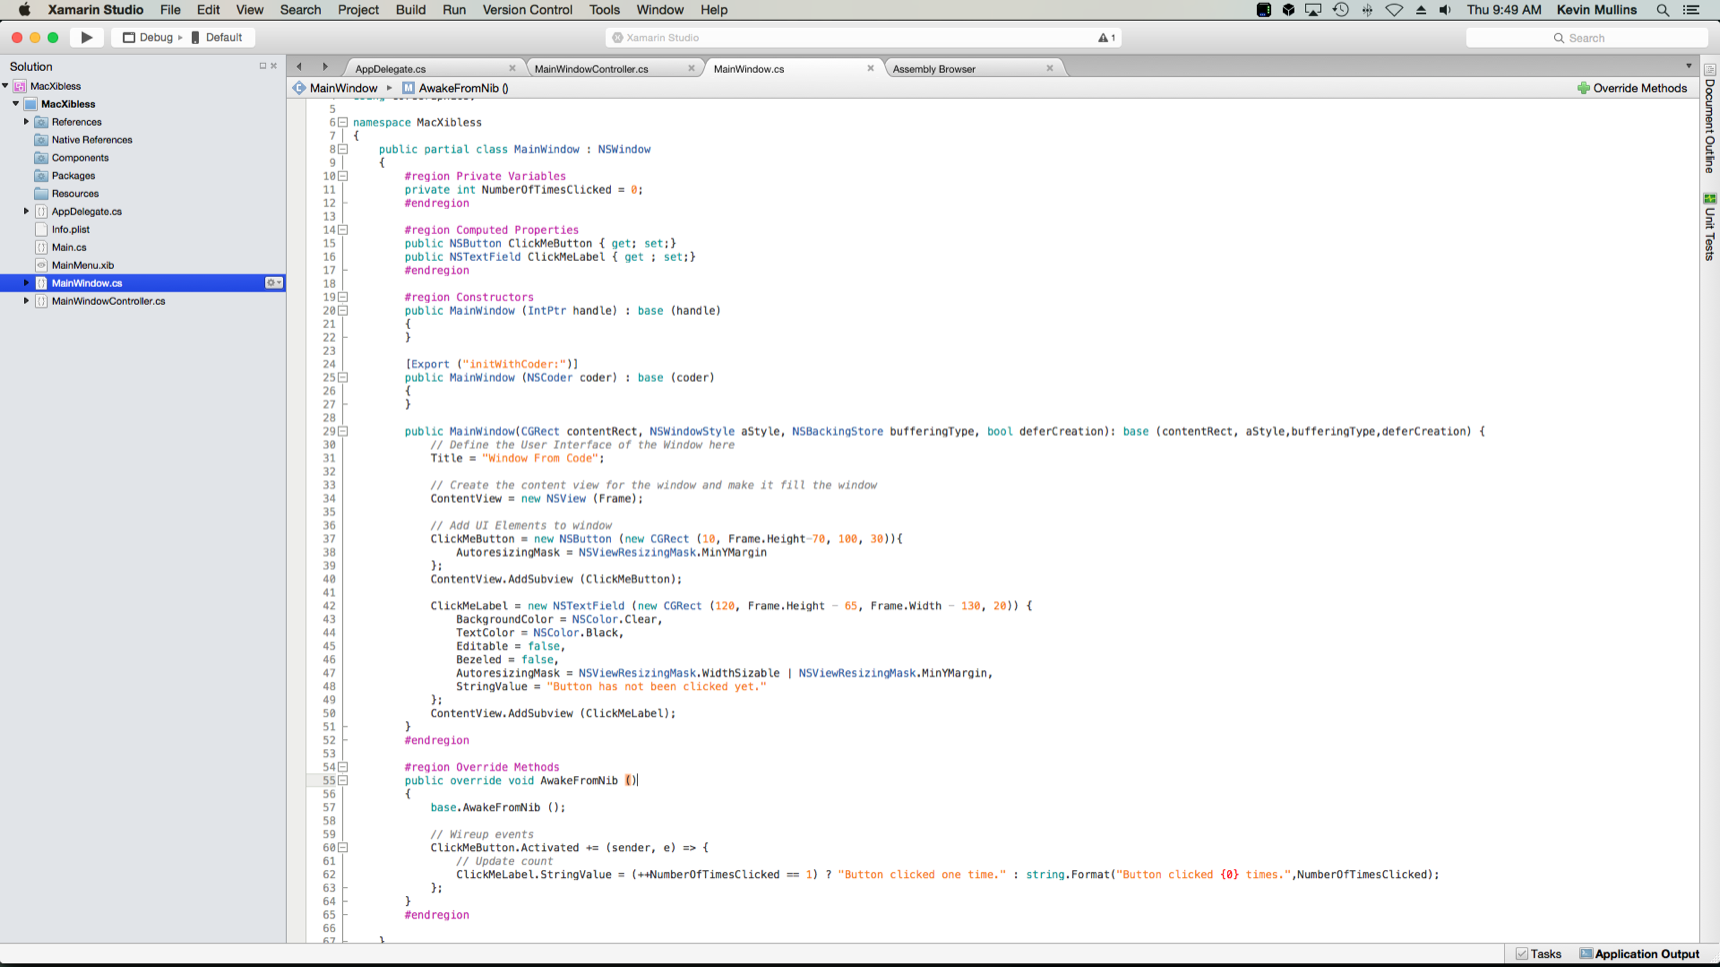 Xamarin Studio File Edit View Search Project Build Run Version Control Tools Window Help Thu 9:49 AM Kevin Mullins
Debug Default Xamarin Studio 1 Search
Solution
AppDelegate.cs MainWindowController.cs MainWindow.cs Assembly Browser
MainWindow AwakeFromNib () Override Methods
MacXibless
MacXibless
References
Native References
Components
Packages
Resources
AppDelegate.cs
Info.plist
Main.cs
MainMenu.xib
MainWindow.cs
MainWindowController.cs
5
6 namespace MacXibless
7 {
8 public partial class MainWindow : NSWindow
9 {
10 #region Private Variables
11 private int NumberOfTimesClicked = 0;
12 #endregion
13
14 #region Computed Properties
15 public NSButton ClickMeButton { get; set;}
16 public NSTextField ClickMeLabel { get ; set;}
17 #endregion
18
19 #region Constructors
20 public MainWindow (IntPtr handle) : base (handle)
21 {
22 }
23
24 [Export ("initWithCoder:")]
25 public MainWindow (NSCoder coder) : base (coder)
26 {
27 }
28
29 public MainWindow(CGRect contentRect, NSWindowStyle aStyle, NSBackingStore bufferingType, bool deferCreation): base (contentRect, aStyle,bufferingType,deferCreation) {
30 // Define the User Interface of the Window here
31 Title = "Window From Code";
32
33 // Create the content view for the window and make it fill the window
34 ContentView = new NSView (Frame);
35
36 // Add UI Elements to window
37 ClickMeButton = new NSButton (new CGRect (10, Frame.Height-70, 100, 30)){
38 AutoresizingMask = NSViewResizingMask.MinYMargin
39 };
40 ContentView.AddSubview (ClickMeButton);
41
42 ClickMeLabel = new NSTextField (new CGRect (120, Frame.Height - 65, Frame.Width - 130, 20)) {
43 BackgroundColor = NSColor.Clear,
44 TextColor = NSColor.Black,
45 Editable = false,
46 Bezeled = false,
47 AutoresizingMask = NSViewResizingMask.WidthSizable | NSViewResizingMask.MinYMargin,
48 StringValue = "Button has not been clicked yet."
49 };
50 ContentView.AddSubview (ClickMeLabel);
51 }
52 #endregion
53
54 #region Override Methods
55 public override void AwakeFromNib ()
56 {
57 base.AwakeFromNib ();
58
59 // Wireup events
60 ClickMeButton.Activated += (sender, e) => {
61 // Update count
62 ClickMeLabel.StringValue = (++NumberOfTimesClicked == 1) ? "Button clicked one time." : string.Format("Button clicked {0} times.",NumberOfTimesClicked);
63 };
64 }
65 #endregion
66
67 }
Document Outline
Unit Tests
Tasks Application Output